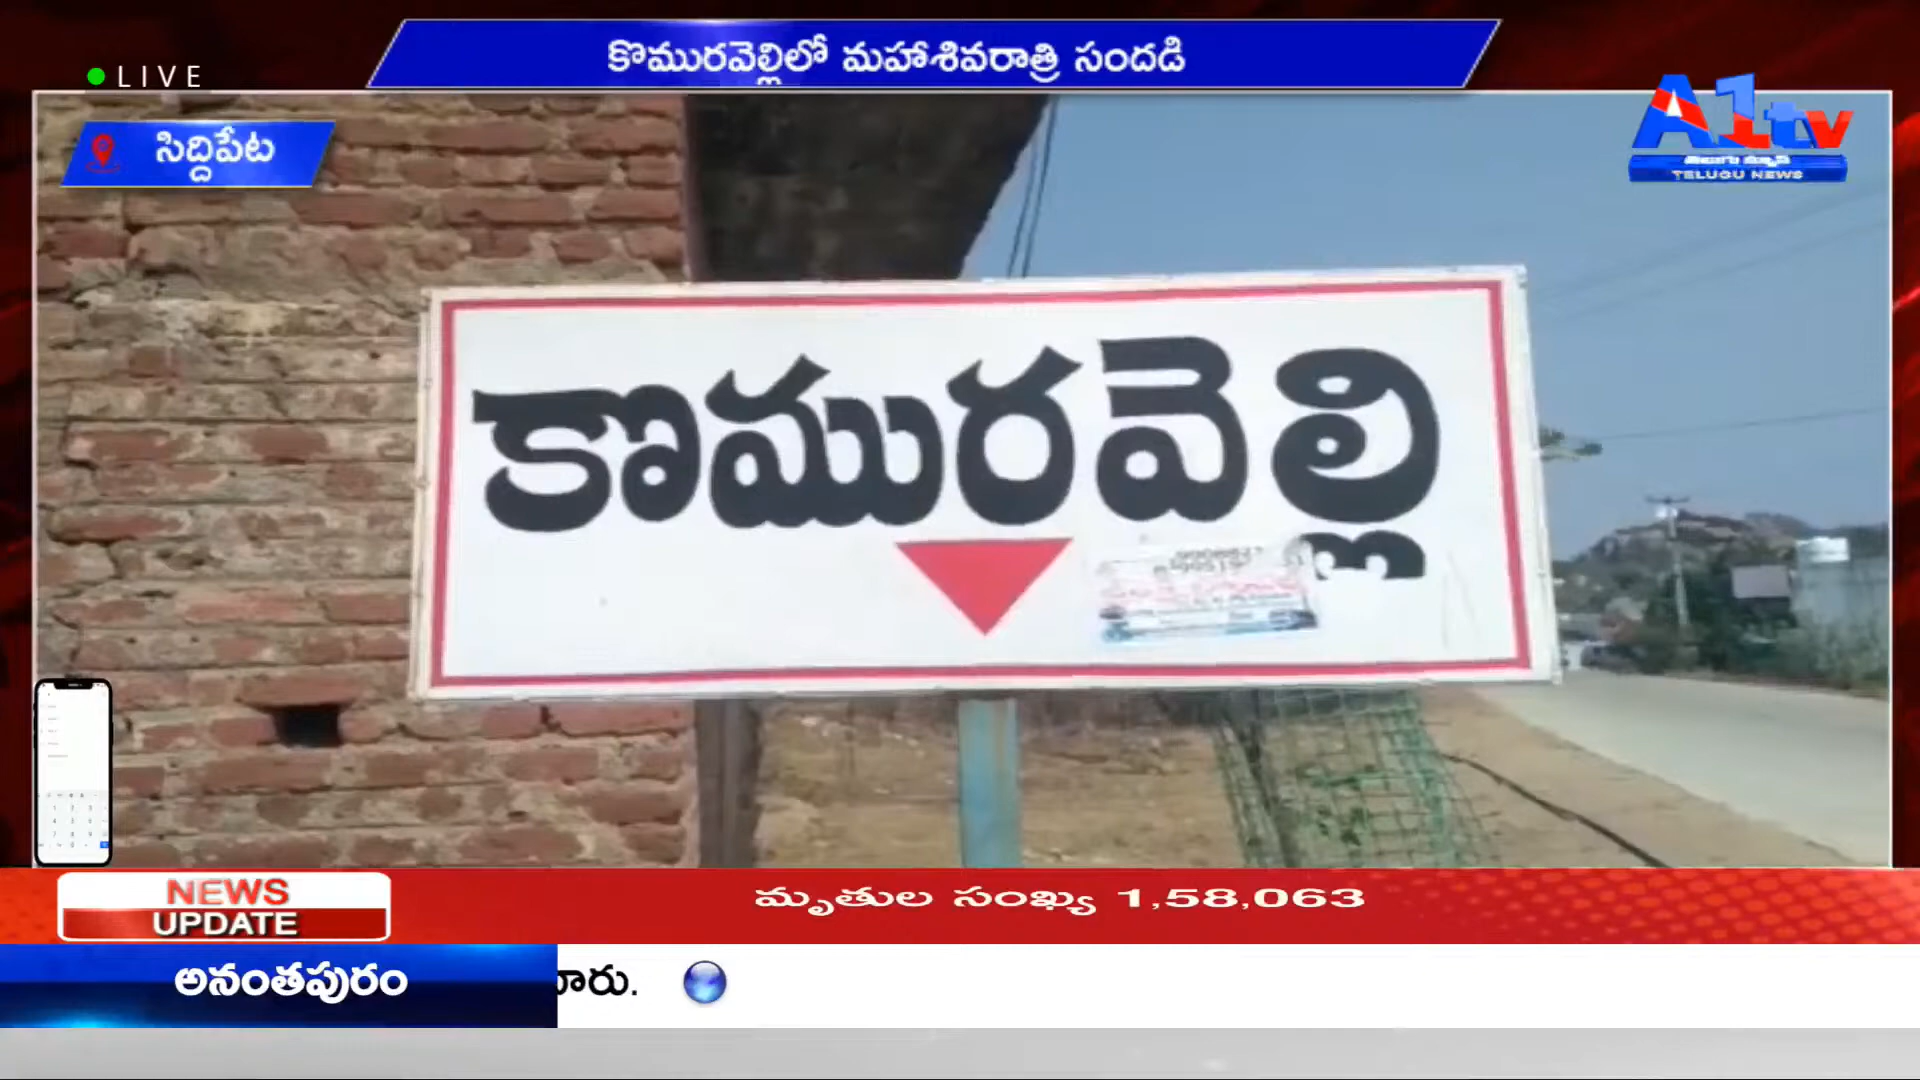 కొమురవెల్లిలో మహాశివరాత్రి సందడి
LIVE
సిద్దిపేట
A1tv
తెలుగు న్యూస్
TELUGU NEWS
కొమురవెల్లి
NEWS
UPDATE
మృతుల సంఖ్య 1,58,063
అనంతపురం